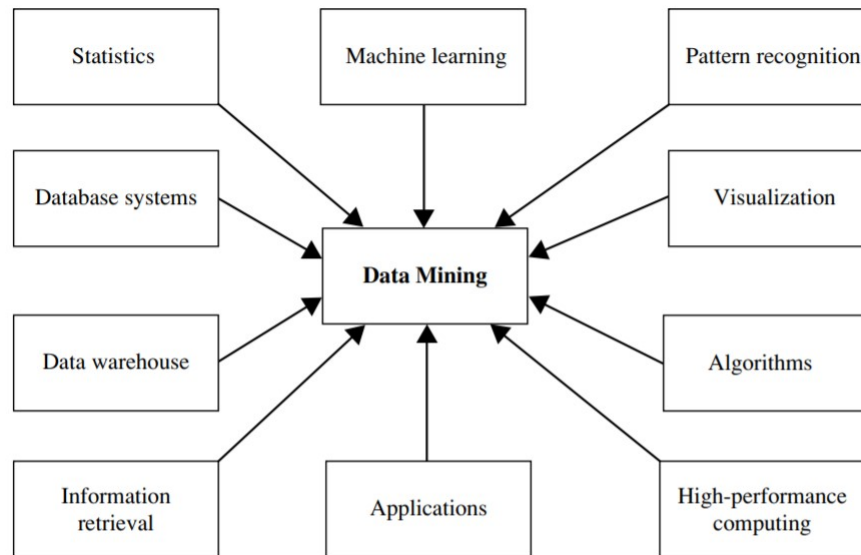 Statistics
Machine learning
Pattern recognition
Database systems
Visualization
Data Mining
Data warehouse
Algorithms
Information
retrieval
Applications
High-performance
computing